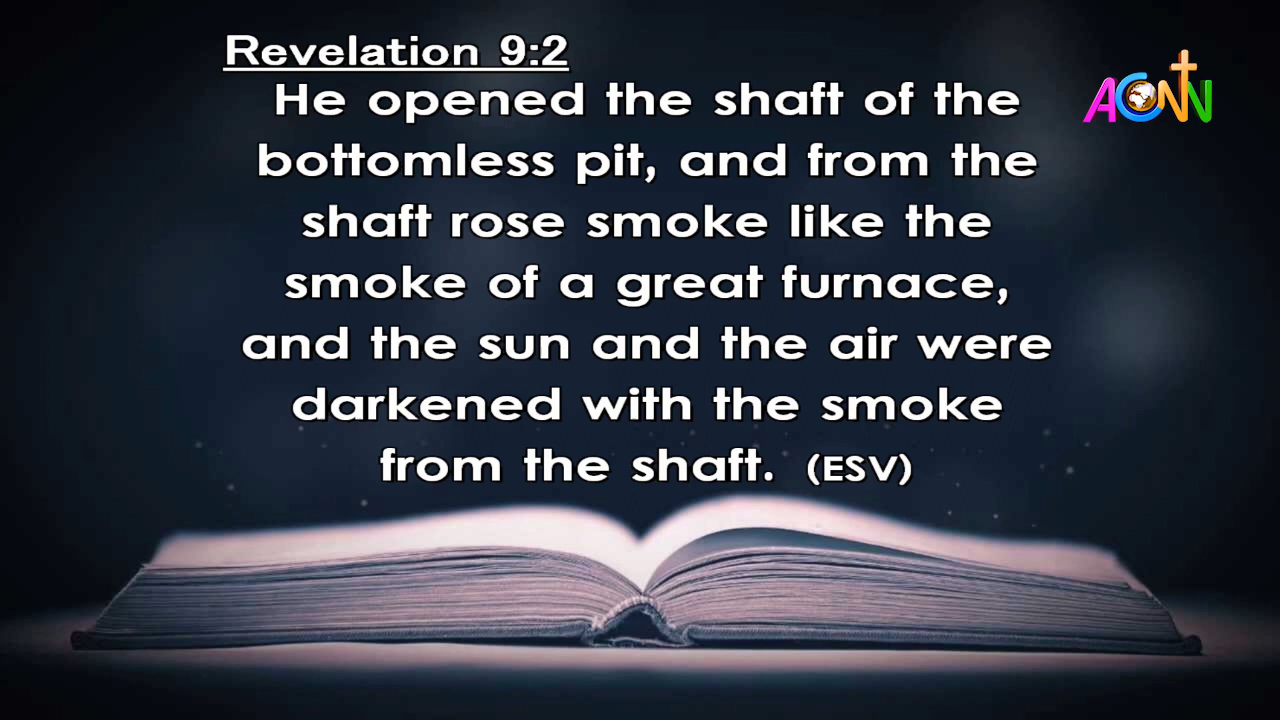 Revelation 9:2
ACNN
He opened the shaft of the
bottomless pit, and from the
shaft rose smoke like the
smoke of a great furnace,
and the sun and the air were
darkened with the smoke
from the shaft. (ESV)